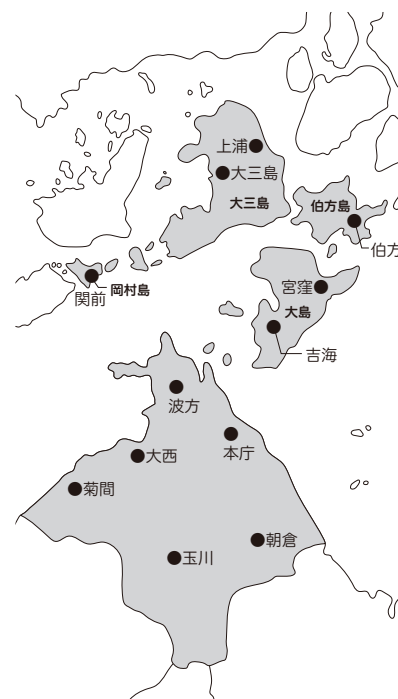 上浦
大三島
大三島
伯方島
伯方
関前
岡村島
宮窪
大島
吉海
波方
本庁
大西
菊間
朝倉
玉川